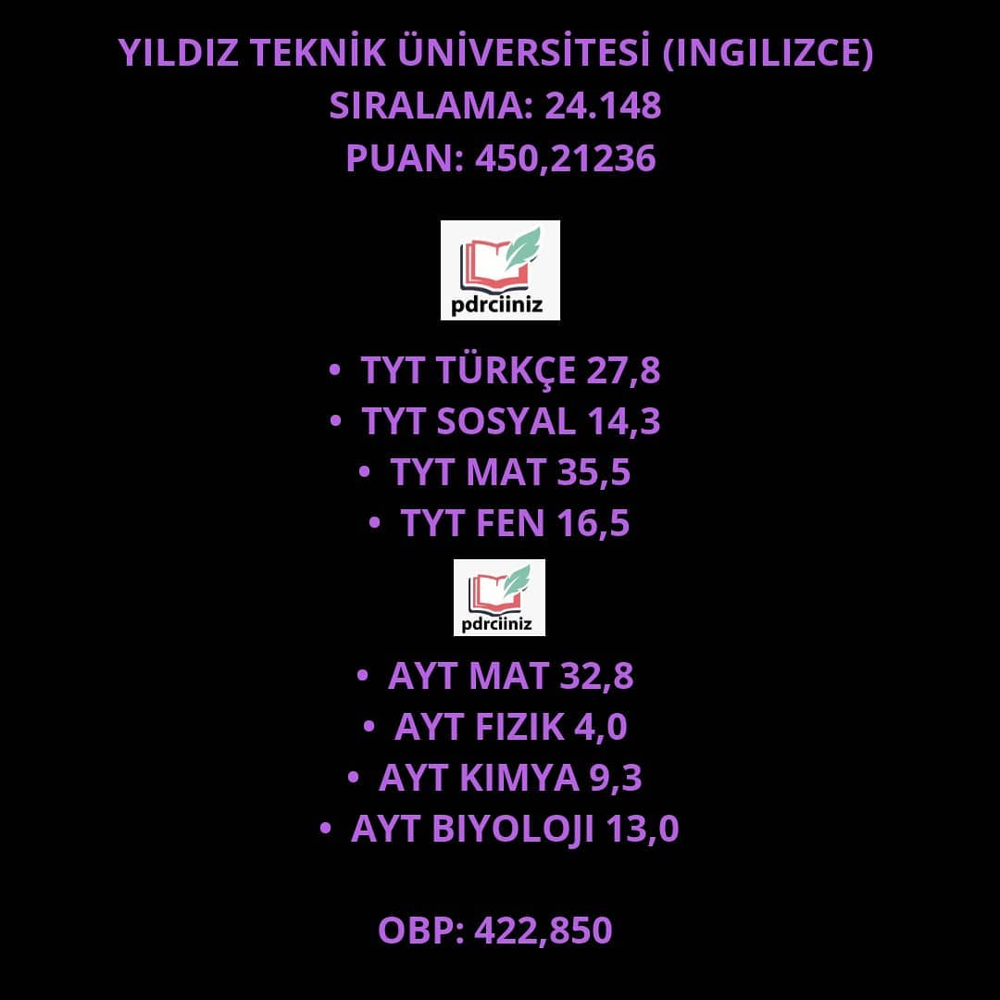 YILDIZ TEKNİK ÜNİVERSİTESİ (INGILIZCE)
SIRALAMA: 24.148
PUAN: 450,21236
pdrciiniz
• TYT TÜRKÇE 27,8
• TYT SOSYAL 14,3
• TYT MAT 35,5
• TYT FEN 16,5
pdrciiniz
• AYT MAT 32,8
• AYT FIZIK 4,0
• AYT KIMYA 9,3
• AYT BIYOLOJI 13,0
OBP: 422,850